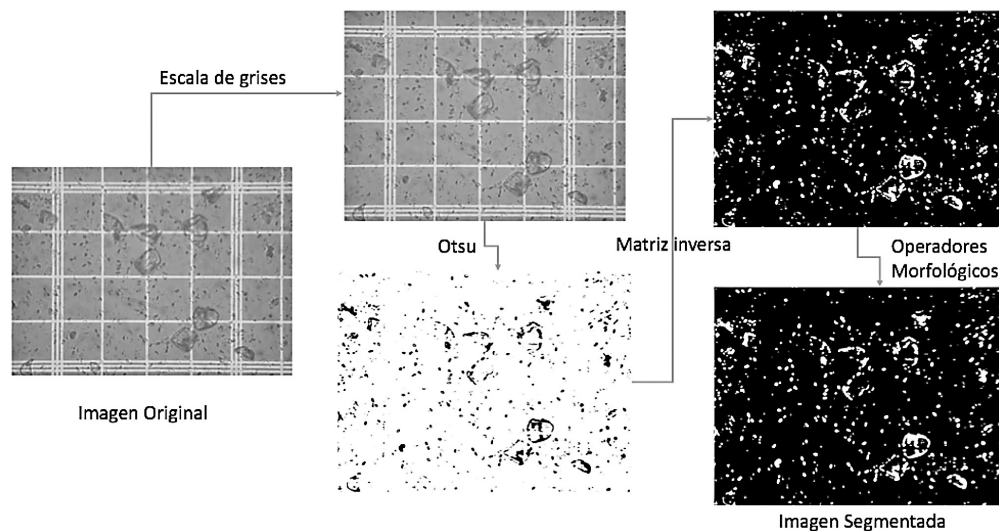 Escala de grises
Imagen Original
Otsu
Matriz inversa
Operadores
Morfológicos
Imagen Segmentada